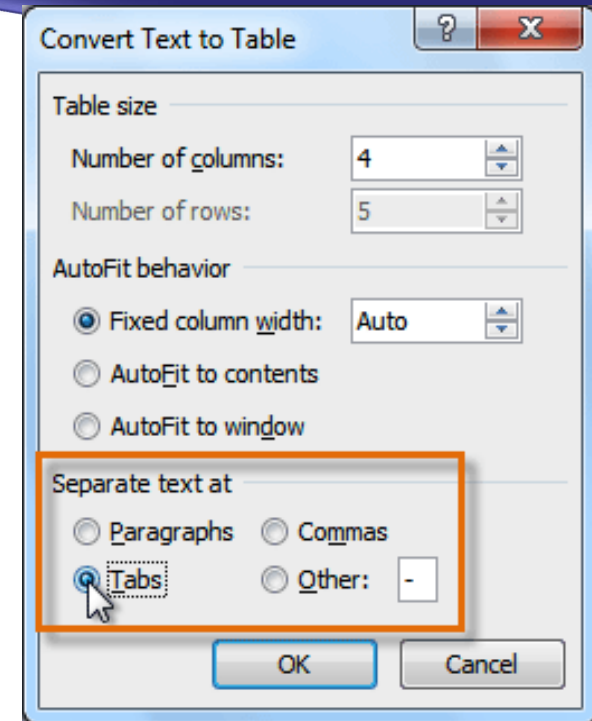 Convert Text to Table ? X
Table size
Number of columns: 4
Number of rows: 5
AutoFit behavior
Fixed column width: Auto
AutoFit to contents
AutoFit to window
Separate text at
Paragraphs Commas
Tabs Other: -
OK Cancel